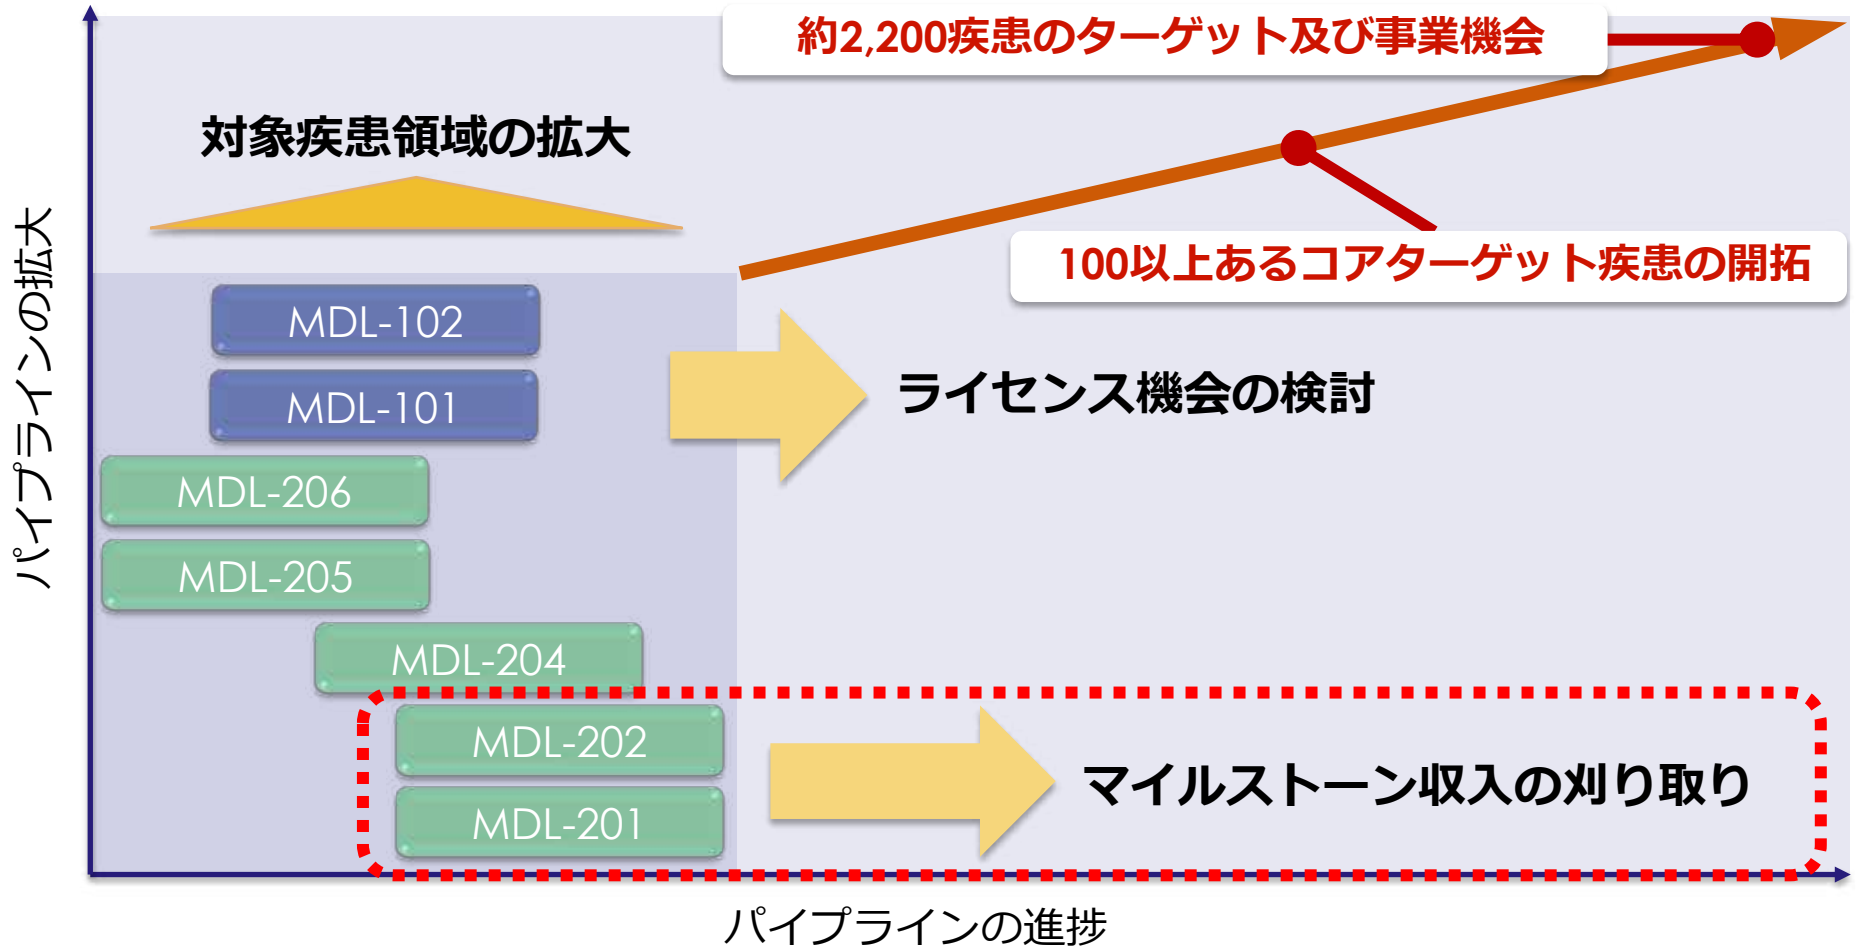 約2,200疾患のターゲット及び事業機会
対象疾患領域の拡大
100以上あるコアターゲット疾患の開拓
パイプラインの拡大
MDL-102
ライセンス機会の検討
MDL-101
MDL-206
MDL-205
MDL-204
MDL-202
マイルストーン収入の刈り取り
MDL-201
パイプラインの進捗